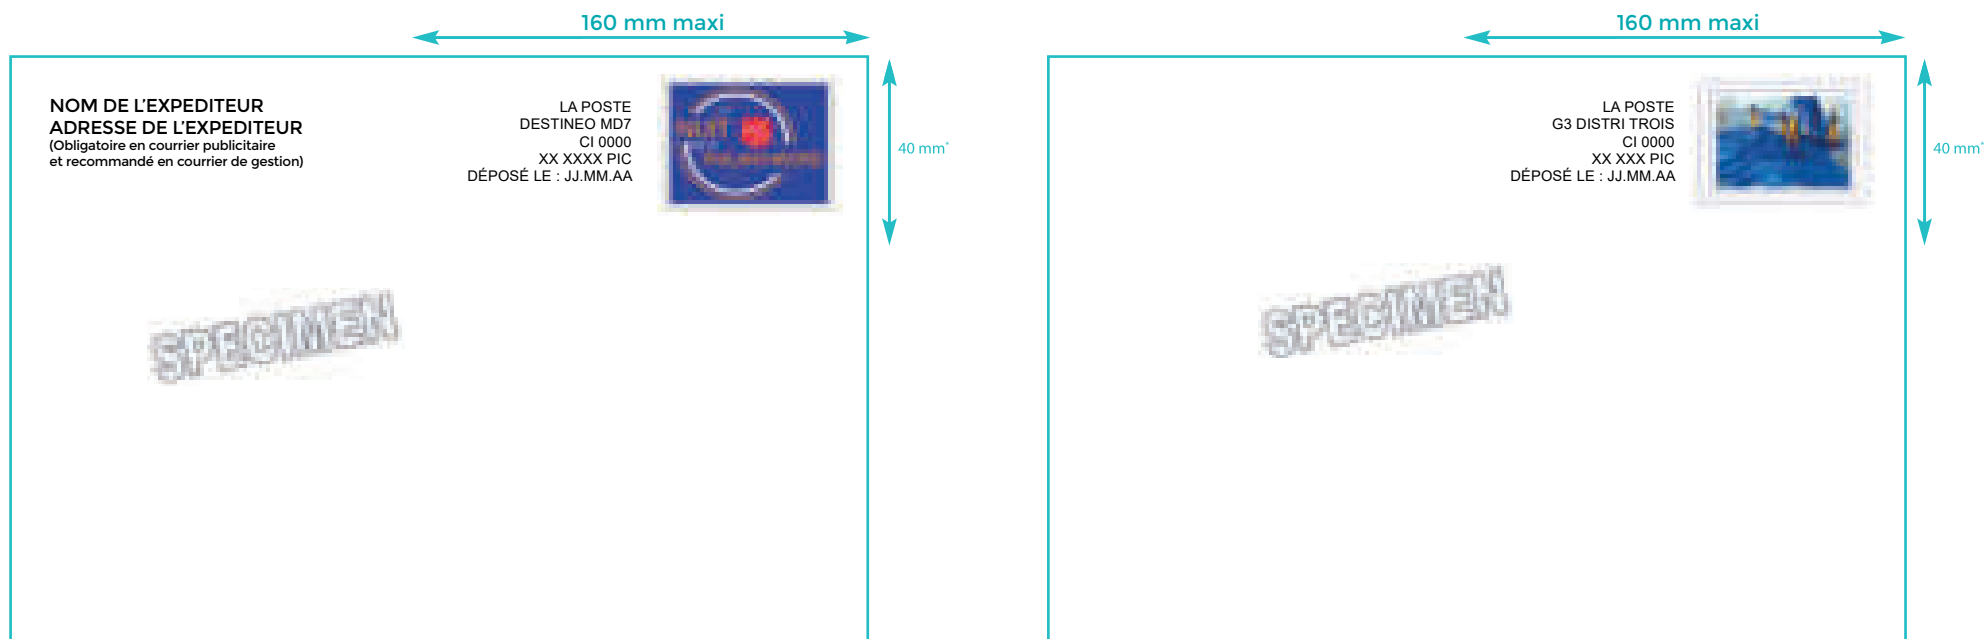 160 mm maxi
NOM DE L'EXPEDITEUR
ADRESSE DE L'EXPEDITEUR
(Obligatoire en courrier publicitaire
et recommandé en courrier de gestion)
LA POSTE
DESTINEO MD7
CI 0000
XX XXXX PIC
DÉPOSÉ LE : JJ.MM.AA
NUIT
40 mm*
SPECIMEN
160 mm maxi
LA POSTE
G3 DISTRI TROIS
CI 0000
XX XXX PIC
DÉPOSÉ LE : JJ.MM.AA
40 mm*
SPECIMEN